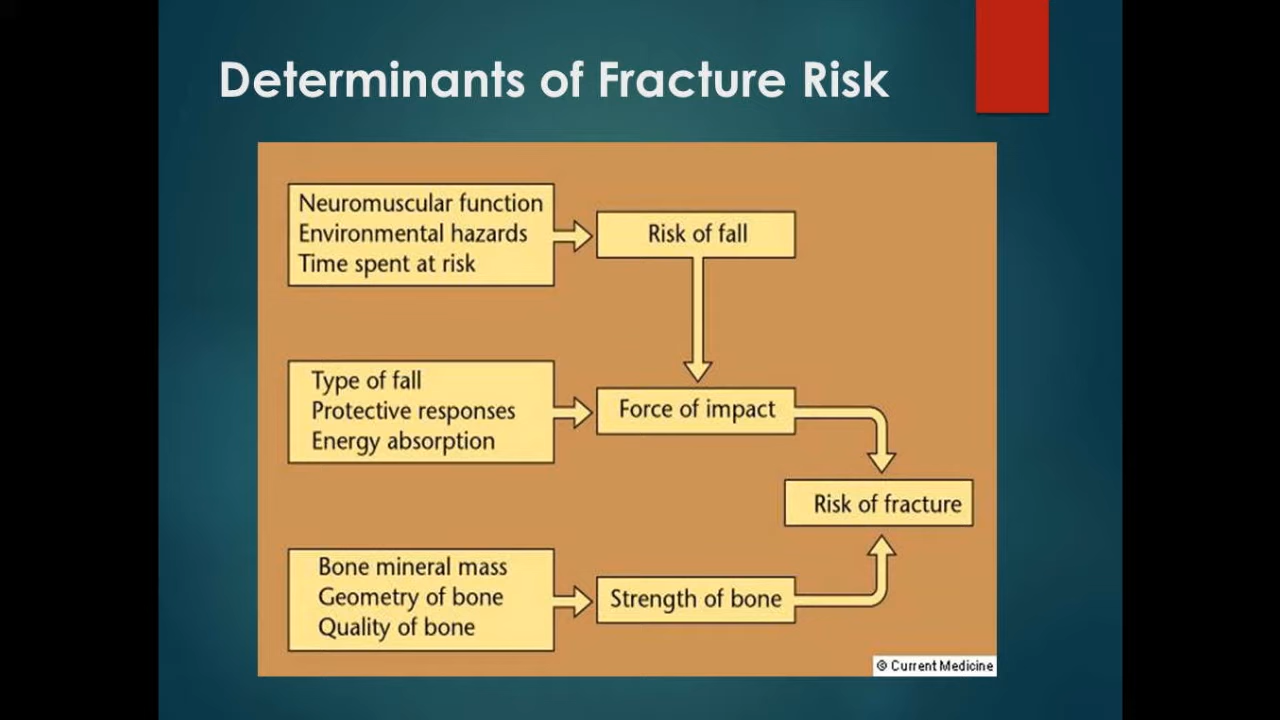 Determinants of Fracture Risk
Neuromuscular function
Environmental hazards
Time spent at risk
Risk of fall
Type of fall
Protective responses
Energy absorption
Force of impact
Risk of fracture
Bone mineral mass
Geometry of bone
Quality of bone
Strength of bone
© Current Medicine